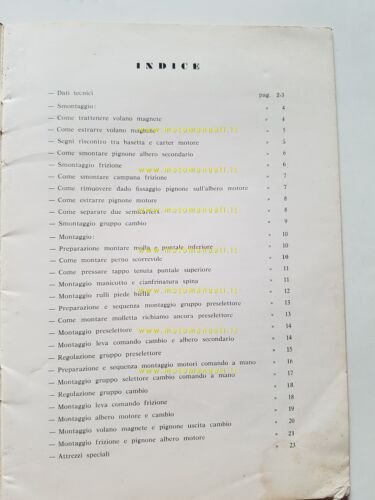 INDICE
— Dati tecnici pag. 2-3
— Smontaggio: » 4
— Come trattenere volano magnete » 4
— Come estrarre volano magnete » 5
— Segni riscontro tra basetta e carter motore » 5
— Come smontare pignone albero secondario » 6
— Smontaggio frizione » 6
— Come smontare campana frizione » 7
— Come rimuovere dado fissaggio pignone sull'albero motore » 7
— Come estrarre pignone motore » 8
— Come separare due semicarters » 8
— Smontaggio gruppo cambio » 9
— Montaggio: » 10
— Preparazione montare molla e puntale inferiore » 10
— Come montare perno scorrevole » 10
— Come pressare tappo tenuta puntale superiore » 11
— Montaggio manicotto e cianfrinatura spina » 11
— Montaggio rulli piede biella » 12
— Preparazione e sequenza montaggio gruppo preselettore » 13
— Come montare molletta richiamo ancora preselettore » 13
— Montaggio preselettore » 14
— Montaggio leva comando cambio e albero secondario » 14
— Regolazione gruppo preselettore » 15
— Preparazione e sequenza montaggio motori comando a mano » 16
— Montaggio gruppo selettore cambio comando a mano » 17
— Regolazione gruppo cambio » 18
— Montaggio leva comando frizione » 18
— Montaggio albero motore e cambio » 19
— Montaggio volano magnete e pignone uscita cambio » 20
— Montaggio frizione e pignone albero motore » 21
— Attrezzi speciali » 23
www.motomanuali.it
www.motomanuali.it
www.motomanuali.it
www.motomanuali.it
www.motomanuali.it
www.motomanuali.it
www.motomanuali.it
www.motomanuali.it